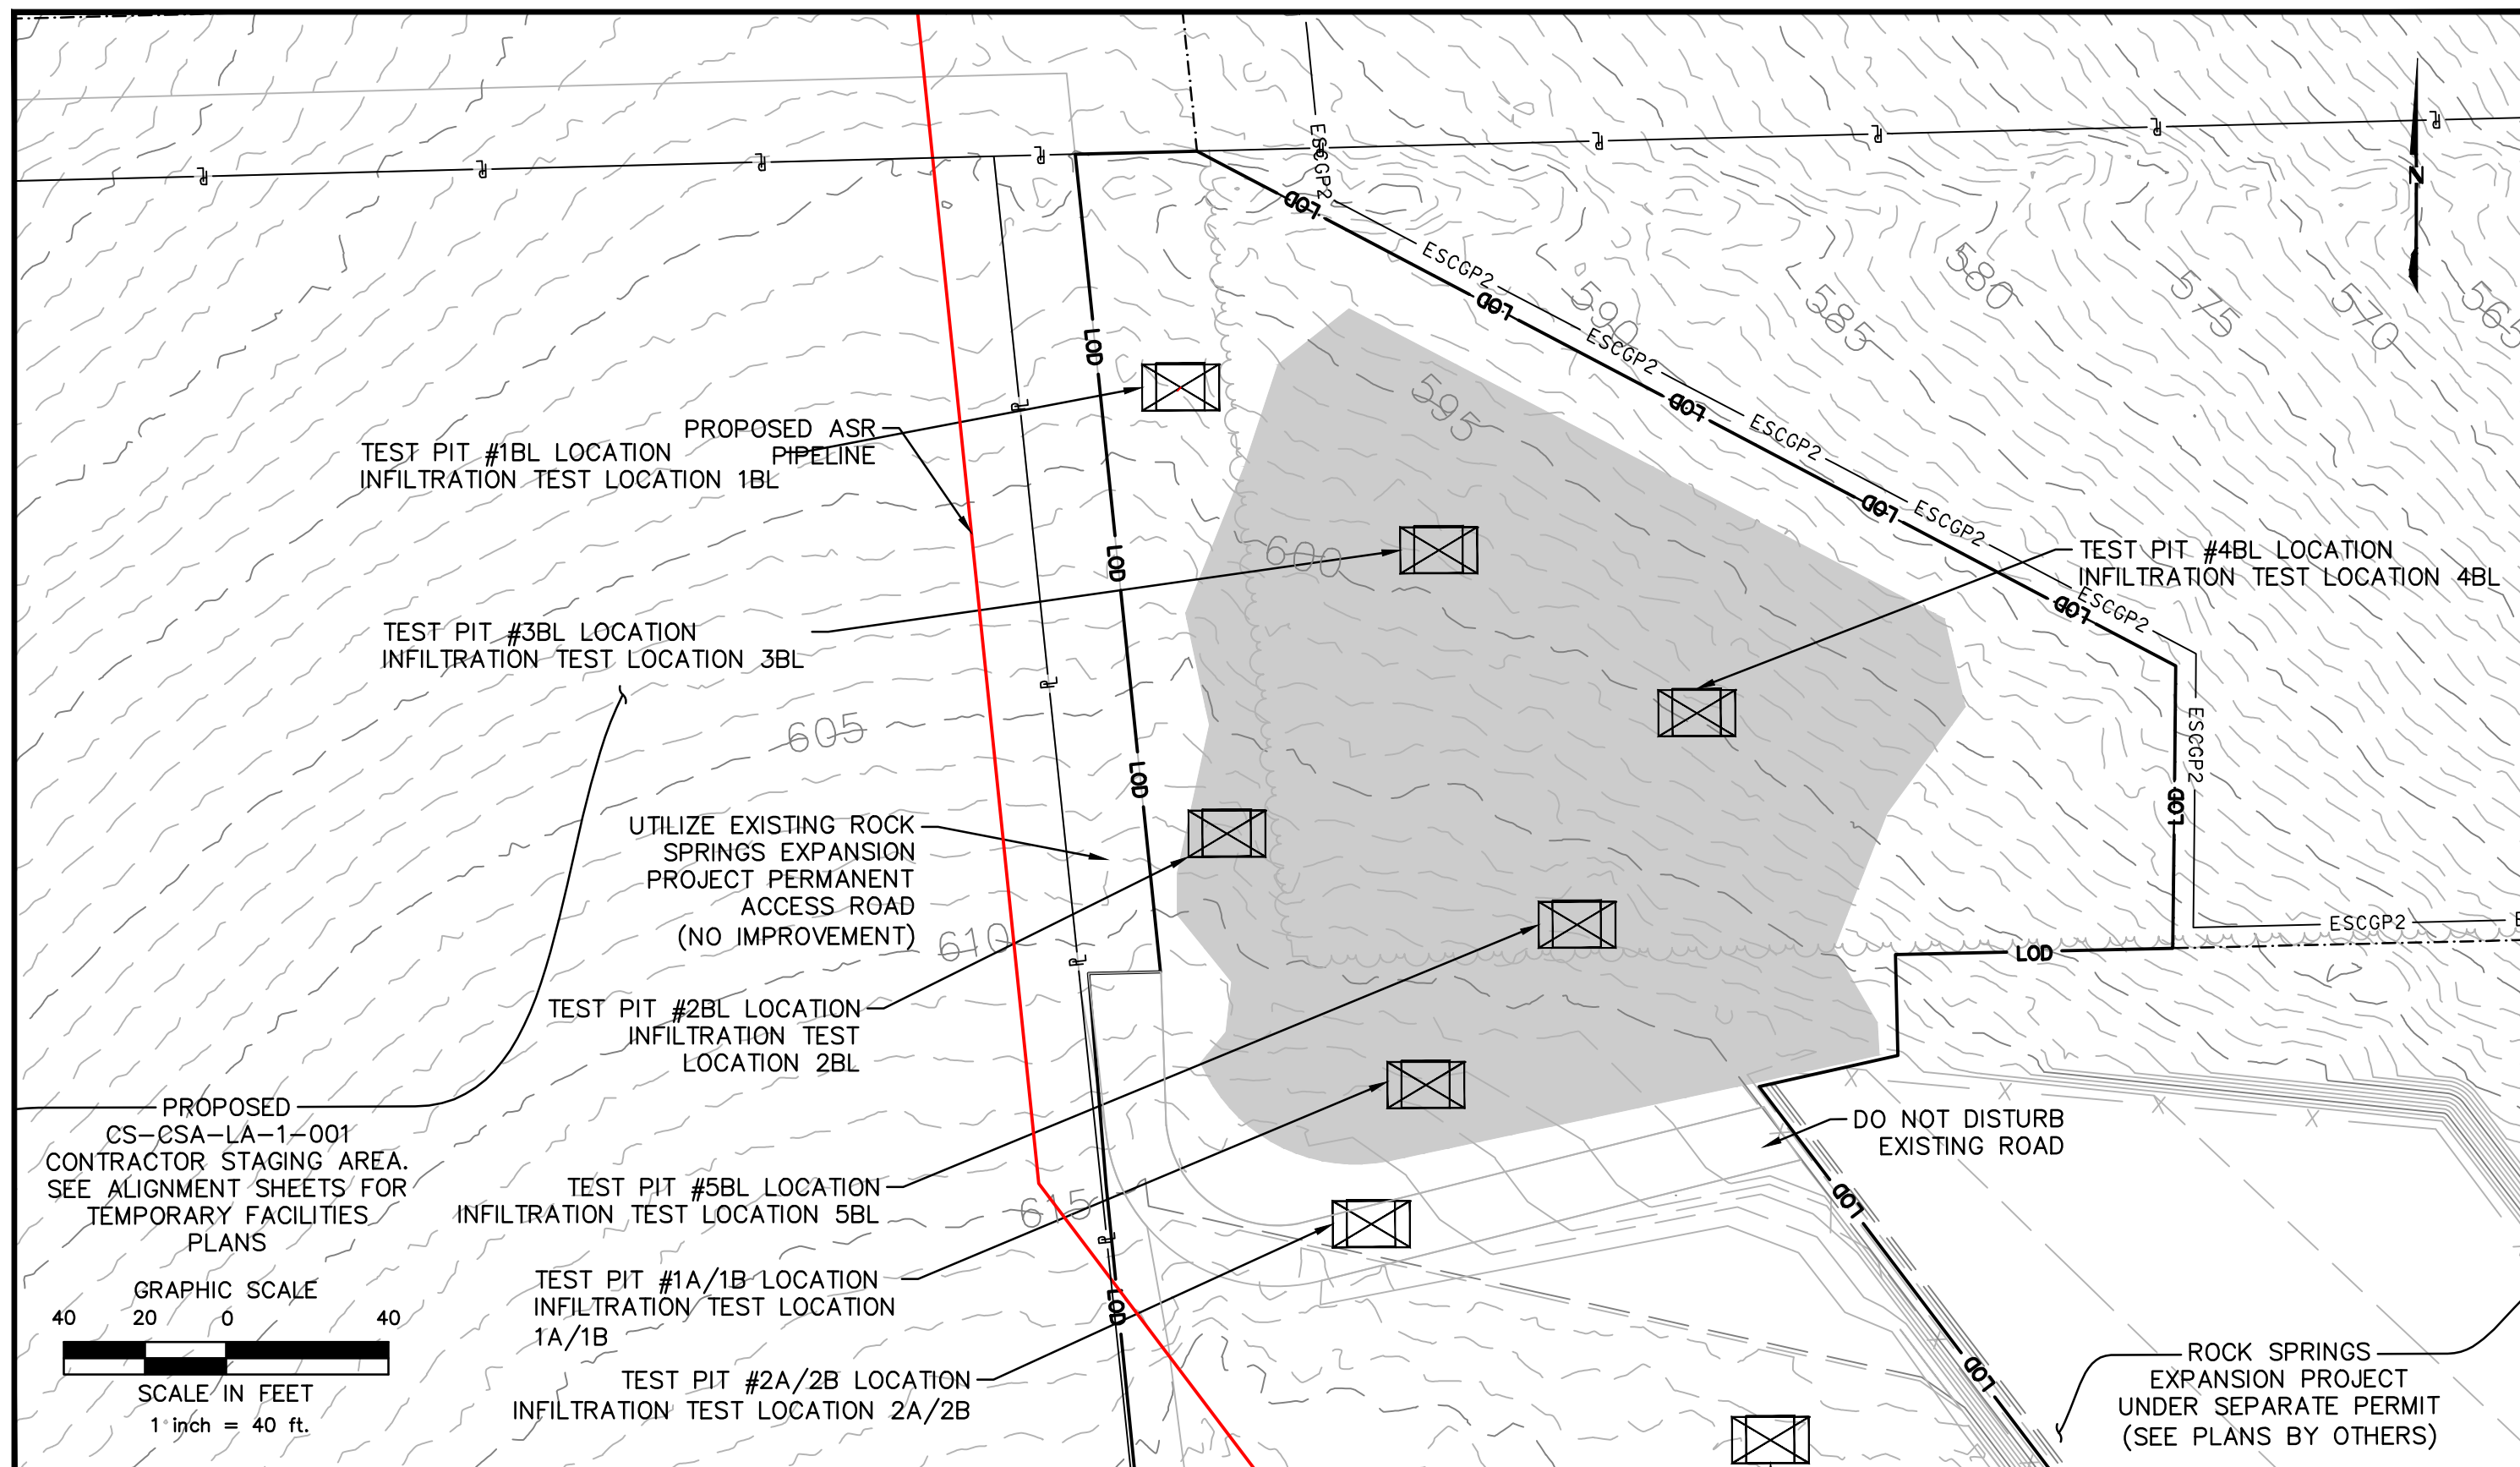 N
ESCGP2
LOD
ESCGP2
LOD
590
585
580
575
570
565
ESCGP2
LOD
LOD
595
ESCGP2
LOD
ESCGP2
PROPOSED ASR
PIPELINE
TEST PIT #1BL LOCATION
INFILTRATION TEST LOCATION 1BL
LOD
600
LOD
ESCGP2
TEST PIT #4BL LOCATION
INFILTRATION TEST LOCATION 4BL
TEST PIT #3BL LOCATION
INFILTRATION TEST LOCATION 3BL
LOD
605
LOD
ESCGP2
LOD
UTILIZE EXISTING ROCK
SPRINGS EXPANSION
PROJECT PERMANENT
ACCESS ROAD
(NO IMPROVEMENT)
610
ESCGP2
LOD
TEST PIT #2BL LOCATION
INFILTRATION TEST
LOCATION 2BL
PROPOSED
CS-CSA-LA-1-001
CONTRACTOR STAGING AREA.
SEE ALIGNMENT SHEETS FOR
TEMPORARY FACILITIES
PLANS
DO NOT DISTURB
EXISTING ROAD
TEST PIT #5BL LOCATION
INFILTRATION TEST LOCATION 5BL
615
LOD
TEST PIT #1A/1B LOCATION
INFILTRATION TEST LOCATION
1A/1B
LOD
GRAPHIC SCALE
40 20 0 40
SCALE IN FEET
1 inch = 40 ft.
TEST PIT #2A/2B LOCATION
INFILTRATION TEST LOCATION 2A/2B
LOD
ROCK SPRINGS
EXPANSION PROJECT
UNDER SEPARATE PERMIT
(SEE PLANS BY OTHERS)